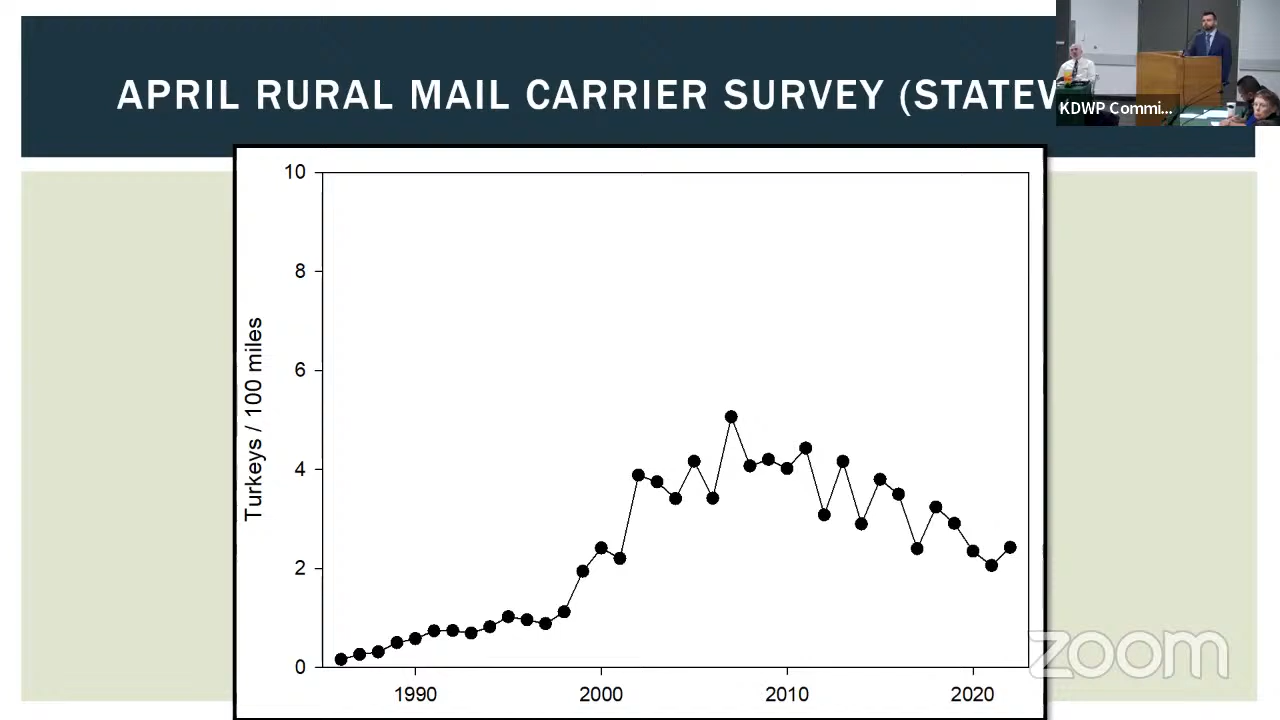 APRIL RURAL MAIL CARRIER SURVEY (STATEV
KDWP Commi...
10
8
6
4
2
0
Turkeys / 100 miles
1990 2000 2010 2020
zoom